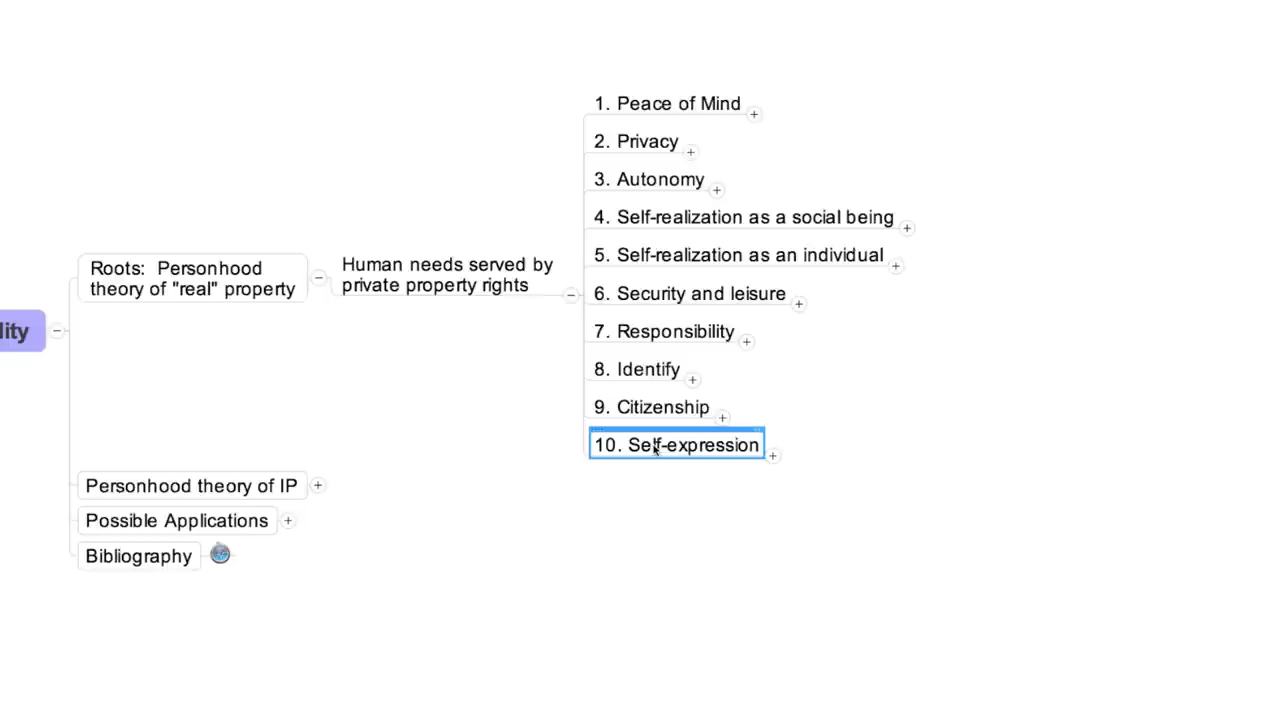 1. Peace of Mind
2. Privacy
3. Autonomy
4. Self-realization as a social being
5. Self-realization as an individual
6. Security and leisure
7. Responsibility
8. Identify
9. Citizenship
10. Self-expression
Human needs served by
private property rights
Roots: Personhood
theory of "real" property
lity
Personhood theory of IP
Possible Applications
Bibliography